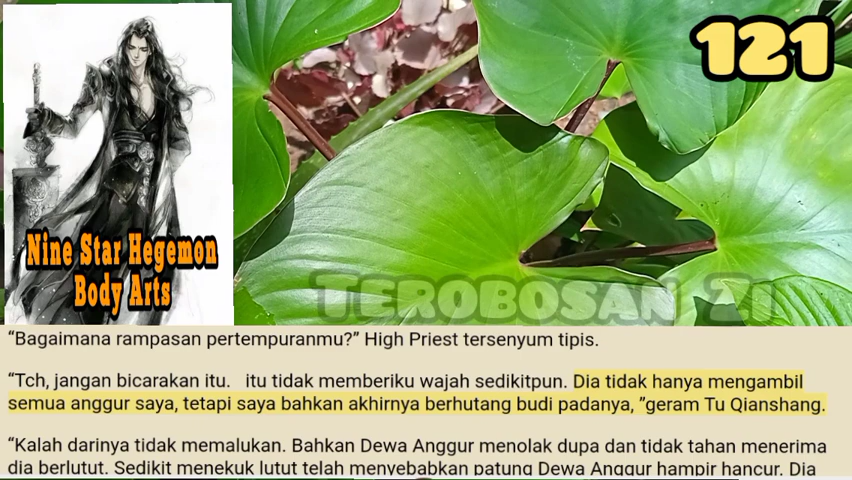 121
Nine Star Hegemon
Body Arts
Terobosan Zi
“Bagaimana rampasan pertempuranmu?” High Priest tersenyum tipis.
“Tch, jangan bicarakan itu. itu tidak memberiku wajah sedikitpun. Dia tidak hanya mengambil
semua anggur saya, tetapi saya bahkan akhirnya berhutang budi padanya, ”geram Tu Qianshang.
“Kalah darinya tidak memalukan. Bahkan Dewa Anggur menolak dupa dan tidak tahan menerima
dia berlutut. Sedikit menekuk lutut telah menyebabkan patung Dewa Anggur hampir hancur. Dia